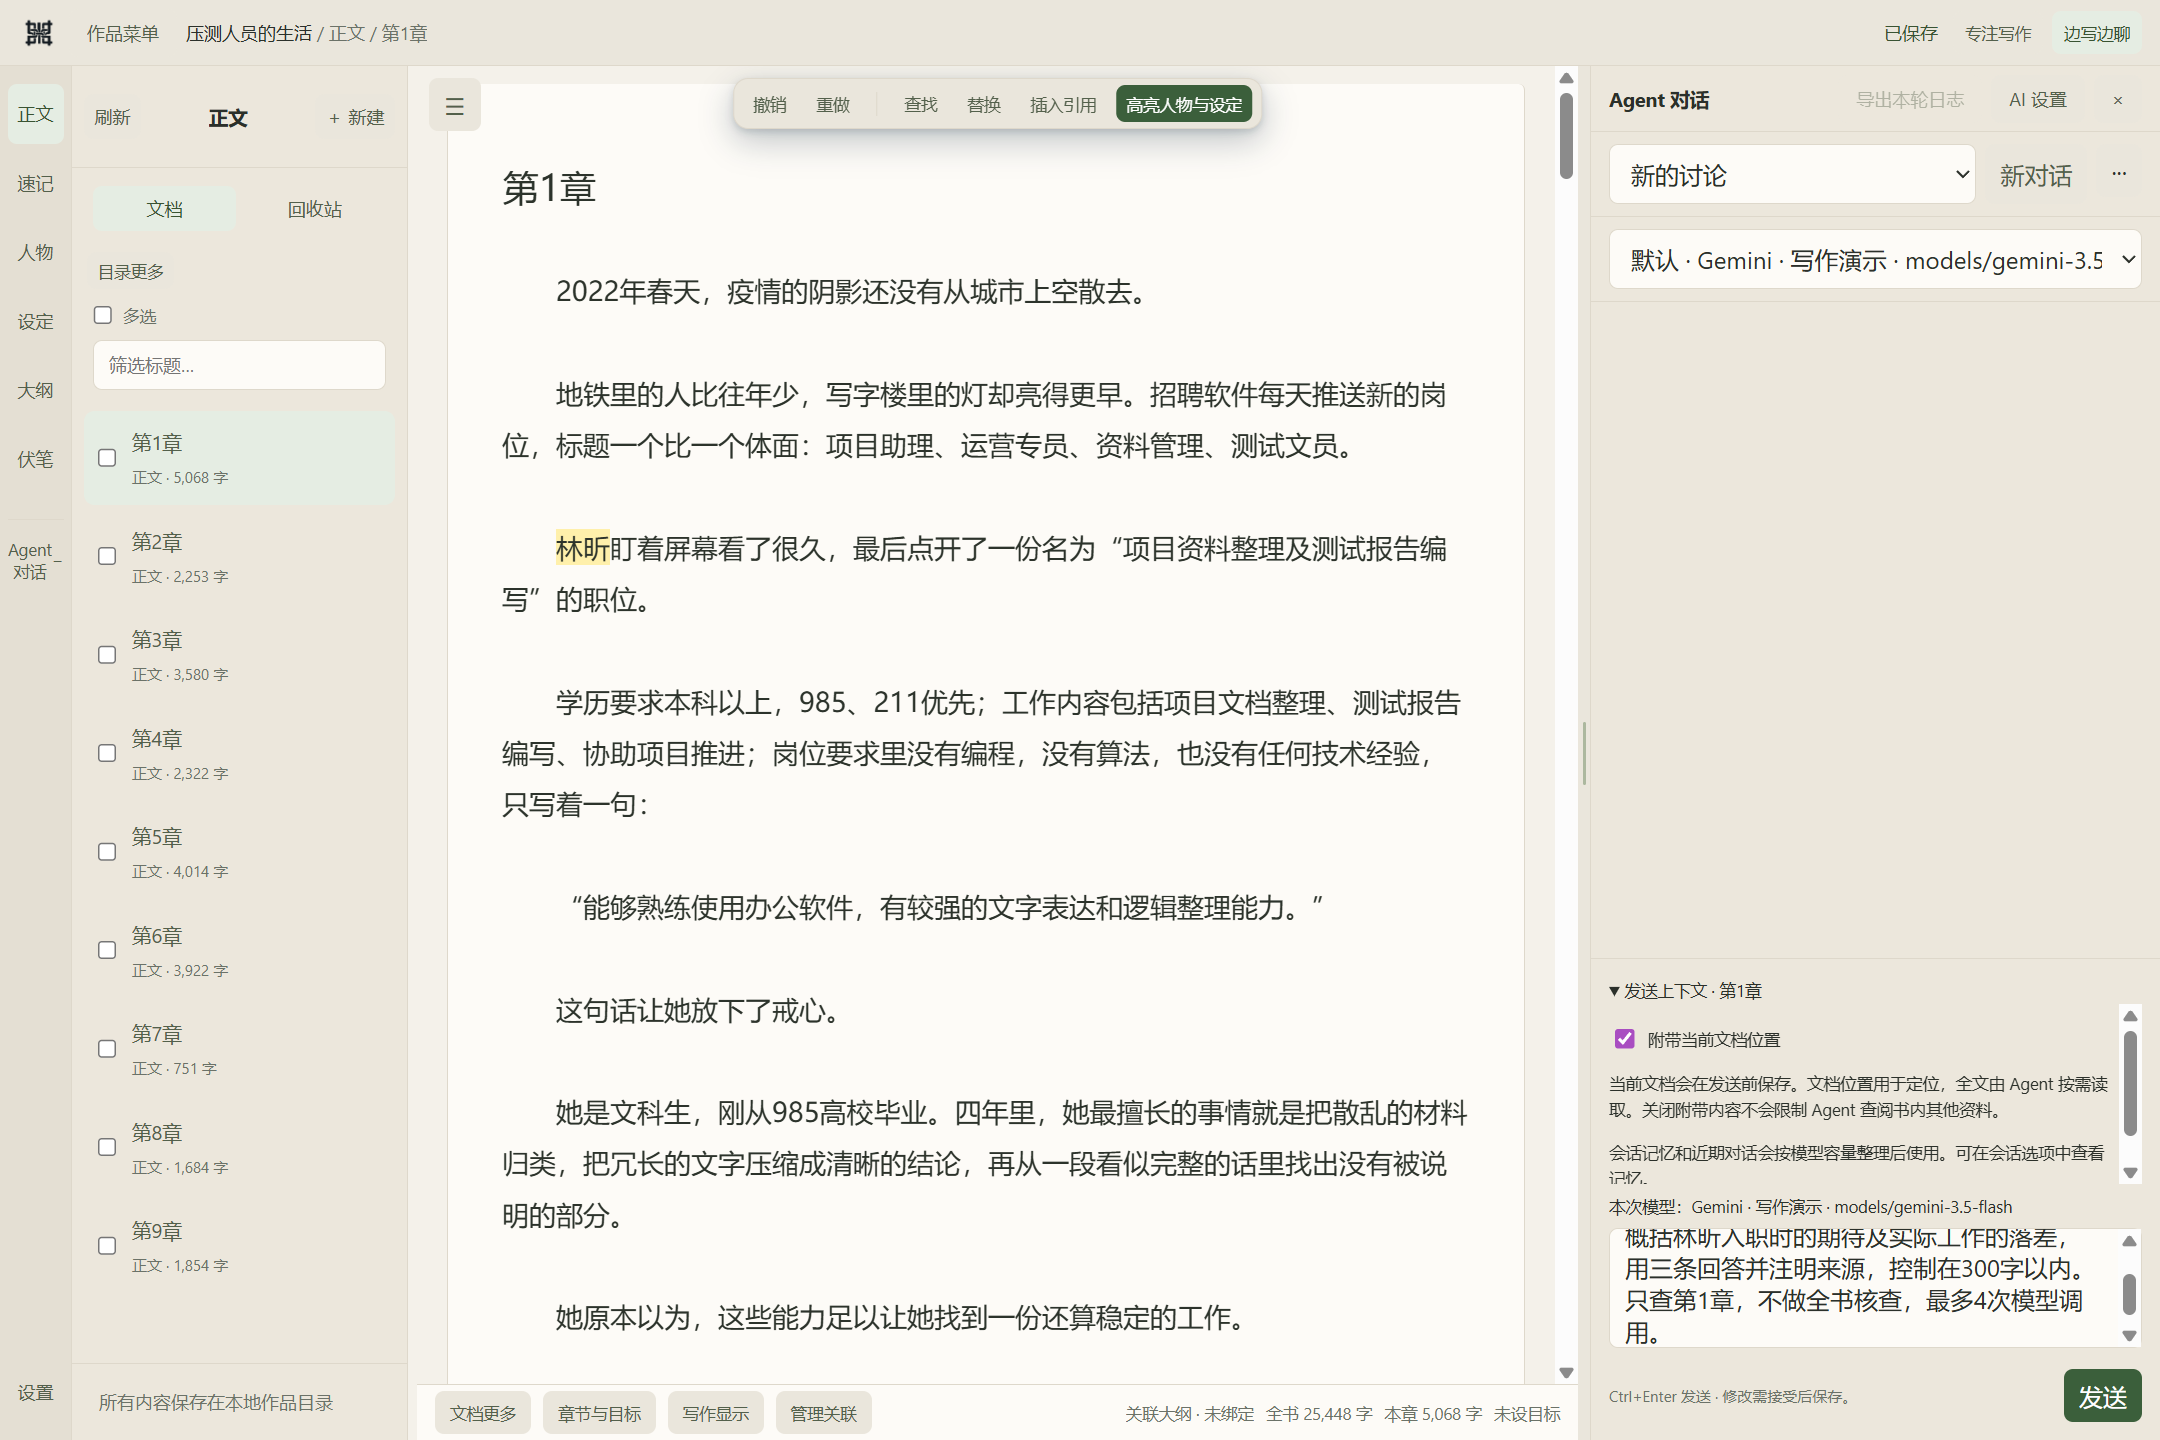 作品菜单
压测人员的生活 / 正文 / 第1章
已保存
专注写作
边写边聊
正文
速记
人物
设定
大纲
伏笔
Agent
对话
设置
刷新
正文
+ 新建
文档
回收站
目录更多
多选
筛选标题...
第1章
正文 · 5,068 字
第2章
正文 · 2,253 字
第3章
正文 · 3,580 字
第4章
正文 · 2,322 字
第5章
正文 · 4,014 字
第6章
正文 · 3,922 字
第7章
正文 · 751 字
第8章
正文 · 1,684 字
第9章
正文 · 1,854 字
所有内容保存在本地作品目录
撤销
重做
查找
替换
插入引用
高亮人物与设定
第1章
2022年春天，疫情的阴影还没有从城市上空散去。
地铁里的人比往年少，写字楼里的灯却亮得更早。招聘软件每天推送新的岗
位，标题一个比一个体面：项目助理、运营专员、资料管理、测试文员。
林昕盯着屏幕看了很久，最后点开了一份名为“项目资料整理及测试报告编
写”的职位。
学历要求本科以上，985、211优先；工作内容包括项目文档整理、测试报告
编写、协助项目推进；岗位要求里没有编程，没有算法，也没有任何技术经验，
只写着一句：
“能够熟练使用办公软件，有较强的文字表达和逻辑整理能力。”
这句话让她放下了戒心。
她是文科生，刚从985高校毕业。四年里，她最擅长的事情就是把散乱的材料
归类，把冗长的文字压缩成清晰的结论，再从一段看似完整的话里找出没有被说
明的部分。
她原本以为，这些能力足以让她找到一份还算稳定的工作。
文档更多
章节与目标
写作显示
管理关联
关联大纲 · 未绑定
全书 25,448 字
本章 5,068 字
未设目标
Agent 对话
导出本轮日志
AI 设置
×
新的讨论
新对话
...
默认 · Gemini · 写作演示 · models/gemini-3.5
▼ 发送上下文 · 第1章
附带当前文档位置
当前文档会在发送前保存。文档位置用于定位，全文由 Agent 按需读
取。关闭附带内容不会限制 Agent 查阅书内其他资料。
会话记忆和近期对话会按模型容量整理后使用。可在会话选项中查看
记忆。
本次模型：Gemini · 写作演示 · models/gemini-3.5-flash
概括林昕入职时的期待及实际工作的落差，
用三条回答并注明来源，控制在300字以内。
只查第1章，不做全书核查，最多4次模型调
用。
Ctrl+Enter 发送 · 修改需接受后保存。
发送